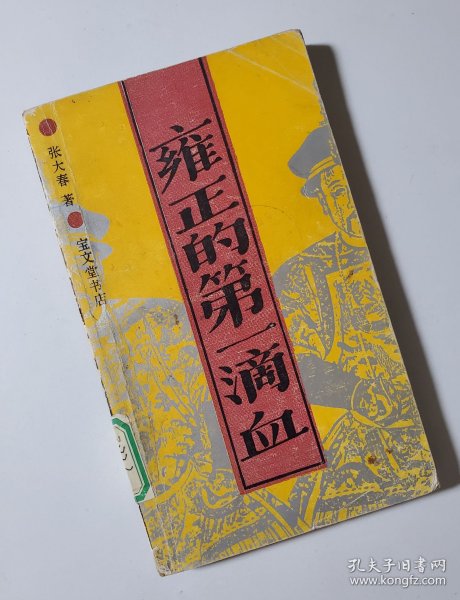 雍正的第一滴血
张大春 著
宝文堂书店
孔夫子旧书网
www.kongfz.com